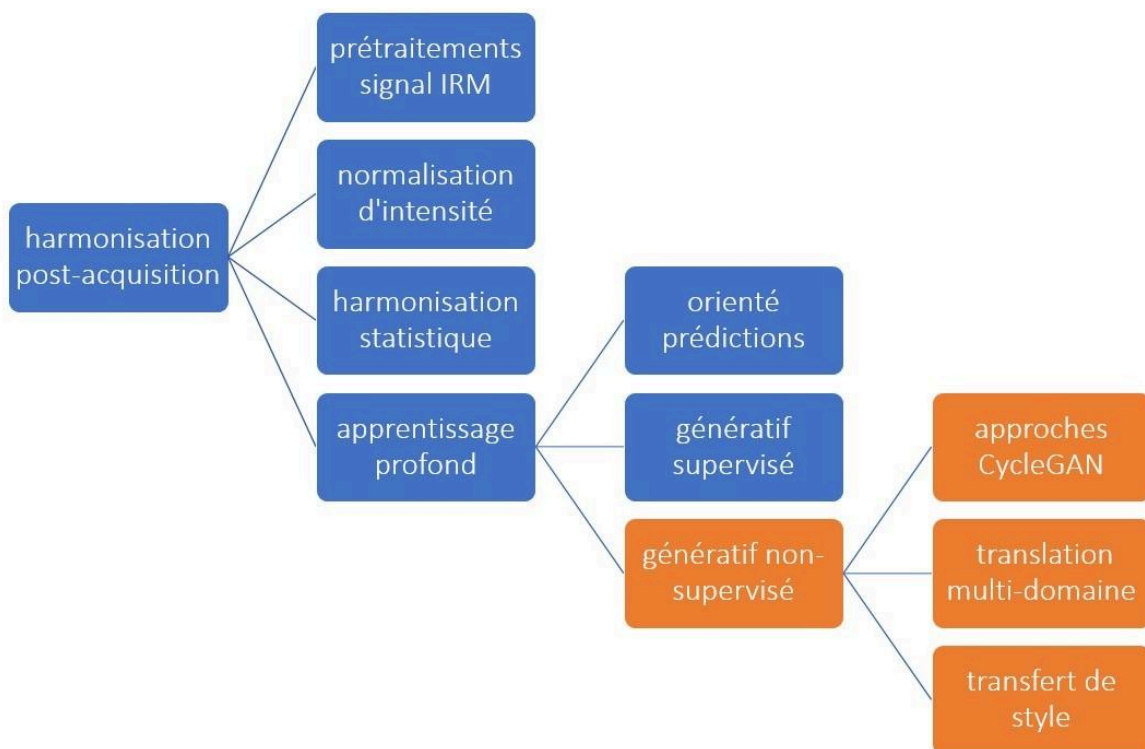 prétraitements
signal IRM
normalisation
d'intensité
harmonisation
post-acquisition
harmonisation
statistique
apprentissage
profond
orienté
prédictions
génératif
supervisé
génératif non-
supervisé
approches
CycleGAN
translation
multi-domaine
transfert de
style